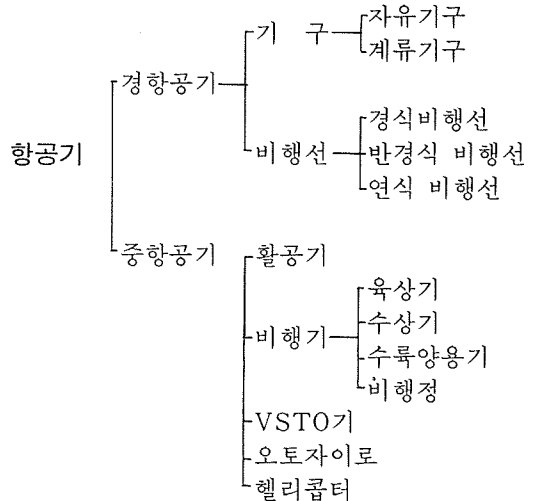 자유기구
기 구
계류기구
경항공기
경식비행선
항공기
비행선
반경식 비행선
연식 비행선
중항공기
활공기
육상기
수상기
비행기
수륙양용기
비행정
VSTO기
오토자이로
헬리콥터